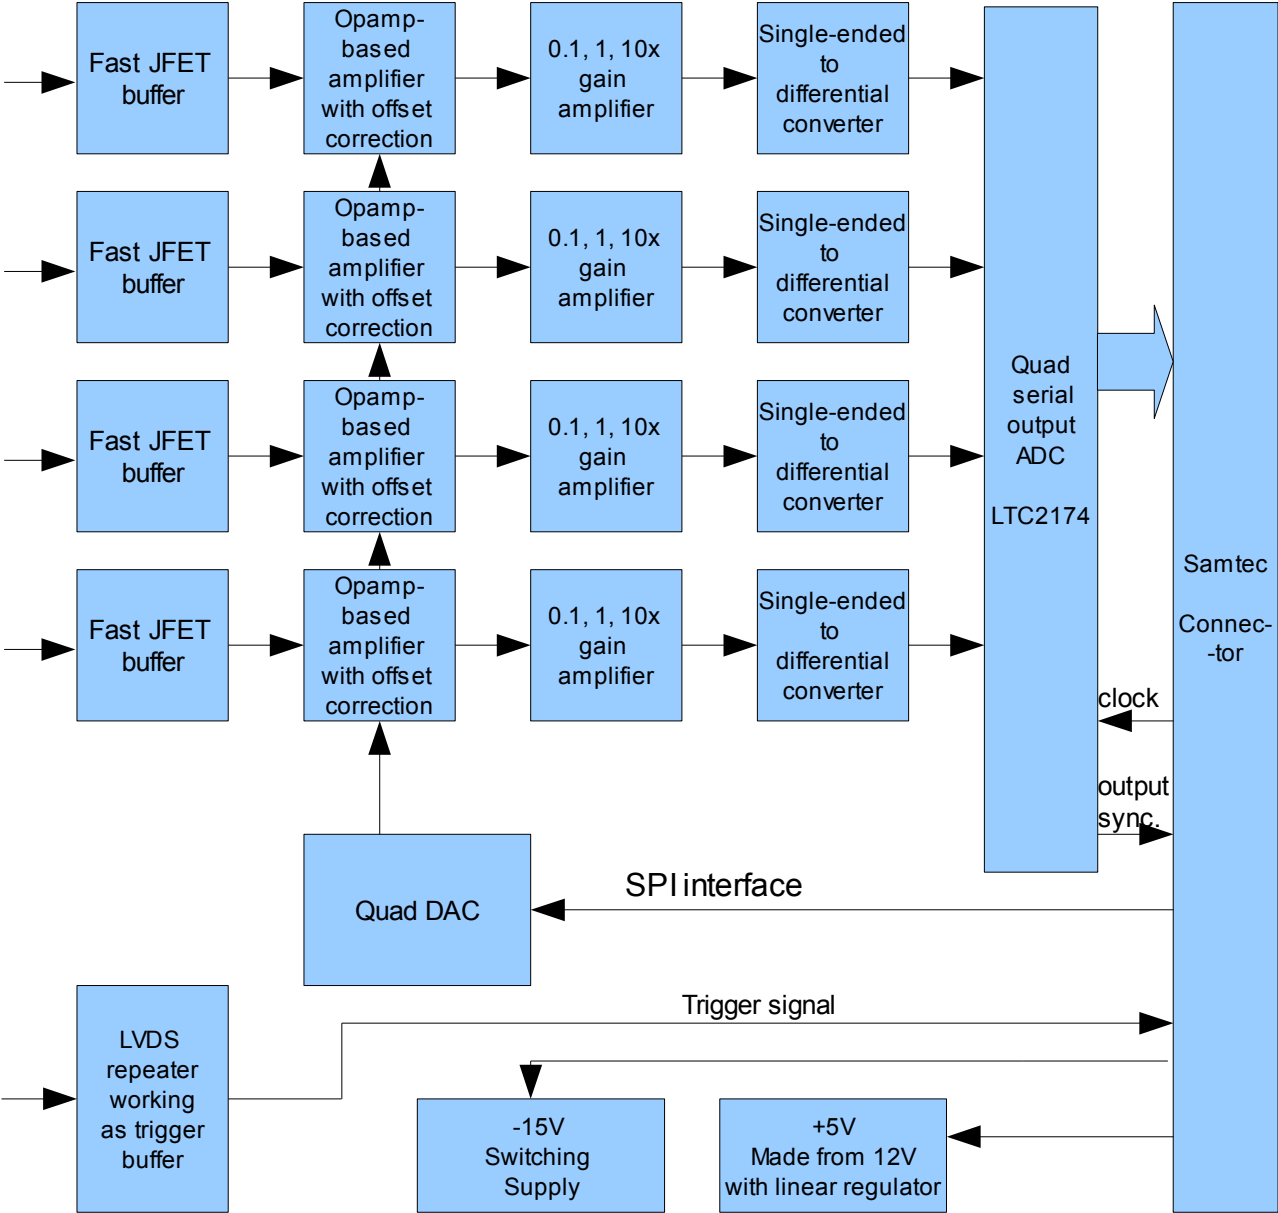 Fast JFET
buffer
Opamp-
based
amplifier
with offset
correction
0.1, 1, 10x
gain
amplifier
Single-ended
to
differential
converter
Fast JFET
buffer
Opamp-
based
amplifier
with offset
correction
0.1, 1, 10x
gain
amplifier
Single-ended
to
differential
converter
Fast JFET
buffer
Opamp-
based
amplifier
with offset
correction
0.1, 1, 10x
gain
amplifier
Single-ended
to
differential
converter
Fast JFET
buffer
Opamp-
based
amplifier
with offset
correction
0.1, 1, 10x
gain
amplifier
Single-ended
to
differential
converter
Quad
serial
output
ADC
LTC2174
Samtec
Connec-
-tor
clock
output
sync.
SPI interface
Quad DAC
Trigger signal
LVDS
repeater
working
as trigger
buffer
-15V
Switching
Supply
+5V
Made from 12V
with linear regulator